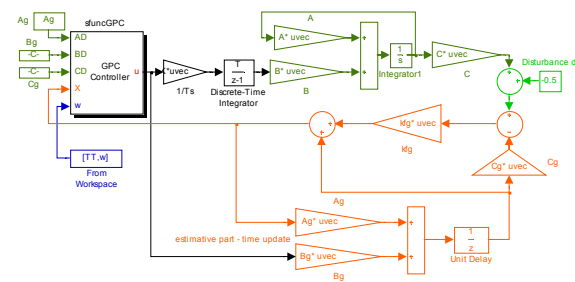 Ag
Ag
sfuncGPC
AD
Bg
BD
-C-
CD
-C-
Cg
X
w
GPC
Controller
u
*uvec
1/Ts
T
z-1
Discrete-Time
Integrator
A
A* uvec
B* uvec
B
+
+
1
s
Integrator1
C* uvec
C
Disturbance d
-0.5
+
+
[TT,w]
From
Workspace
+
+
kfg* uvec
kfg
+
-
Cg* uvec
Cg
Ag
Ag* uvec
estimative part - time update
Bg* uvec
Bg
+
+
1
z
Unit Delay